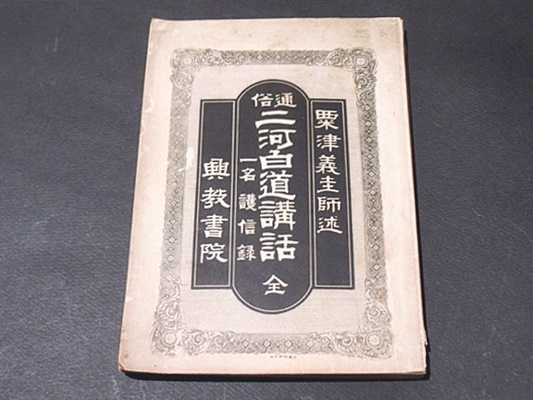 粟津義圭師述
通俗
二河白道講話 全
一名 護信録
興教書院